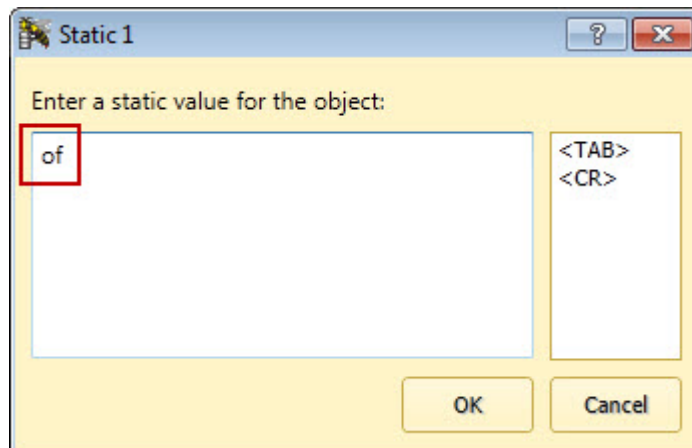 Static 1
?
Enter a static value for the object:
of
<TAB>
<CR>
OK
Cancel